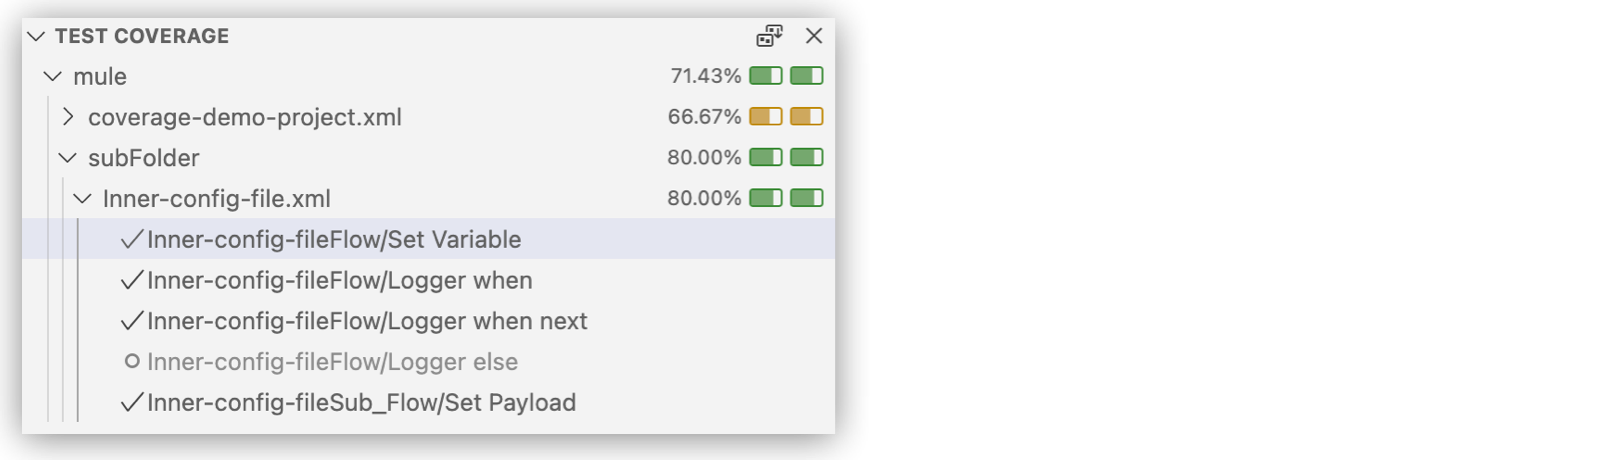 TEST COVERAGE
mule 71.43%
coverage-demo-project.xml 66.67%
subFolder 80.00%
Inner-config-file.xml 80.00%
Inner-config-fileFlow/Set Variable
Inner-config-fileFlow/Logger when
Inner-config-fileFlow/Logger when next
Inner-config-fileFlow/Logger else
Inner-config-fileSub_Flow/Set Payload